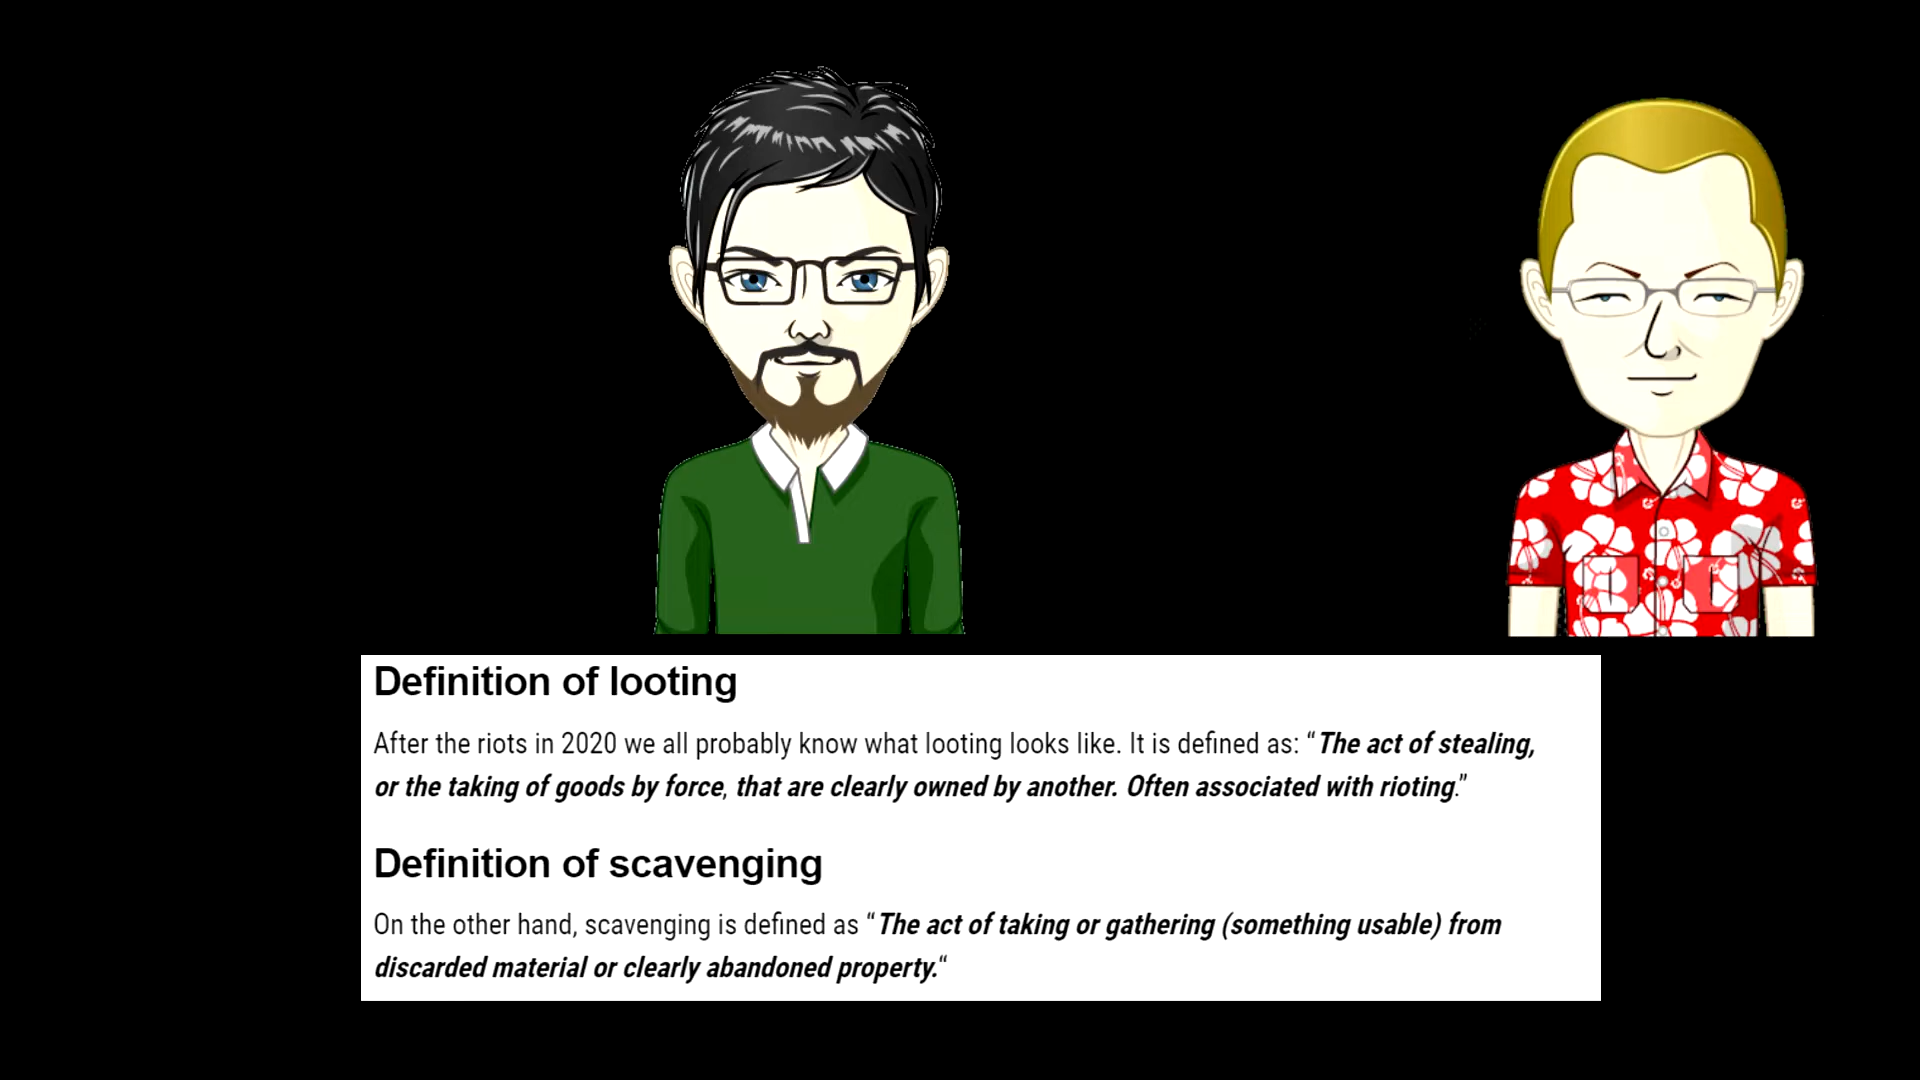 Definition of looting
After the riots in 2020 we all probably know what looting looks like. It is defined as: “The act of stealing,
or the taking of goods by force, that are clearly owned by another. Often associated with rioting.”
Definition of scavenging
On the other hand, scavenging is defined as “The act of taking or gathering (something usable) from
discarded material or clearly abandoned property.“